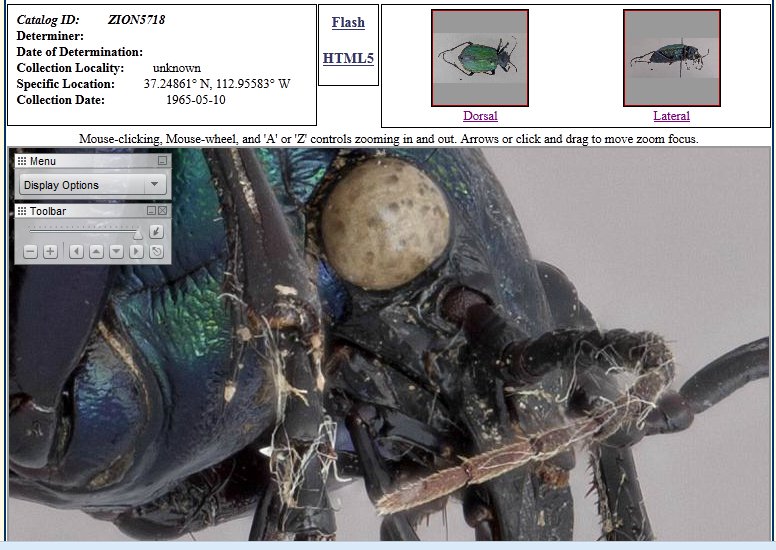 Catalog ID: ZION5718
Determiner:
Date of Determination:
Collection Locality: unknown
Specific Location: 37.24861° N, 112.95583° W
Collection Date: 1965-05-10
Flash
HTML5
Dorsal
Lateral
Mouse-clicking, Mouse-wheel, and 'A' or 'Z' controls zooming in and out. Arrows or click and drag to move zoom focus.
Menu
Display Options
Toolbar